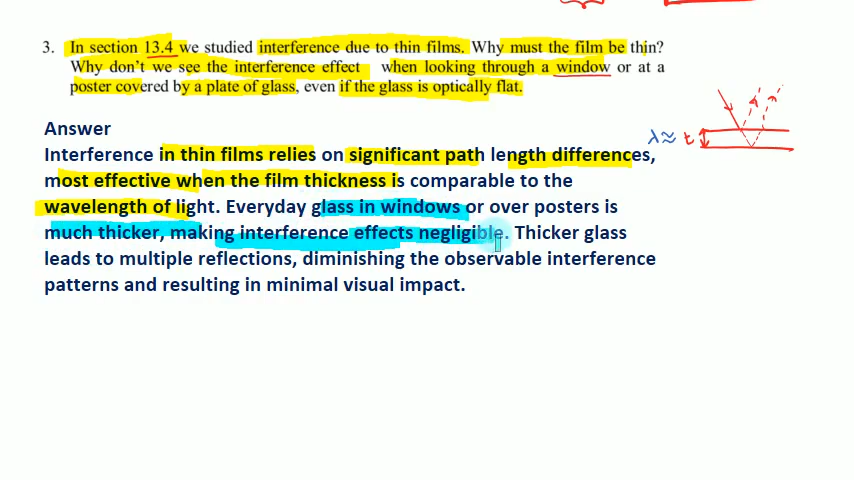 3. In section 13.4 we studied interference due to thin films. Why must the film be thin?
Why don't we see the interference effect when looking through a window or at a
poster covered by a plate of glass, even if the glass is optically flat.
Answer
Interference in thin films relies on significant path length differences,
most effective when the film thickness is comparable to the
wavelength of light. Everyday glass in windows or over posters is
much thicker, making interference effects negligible. Thicker glass
leads to multiple reflections, diminishing the observable interference
patterns and resulting in minimal visual impact.
λ ≈ t